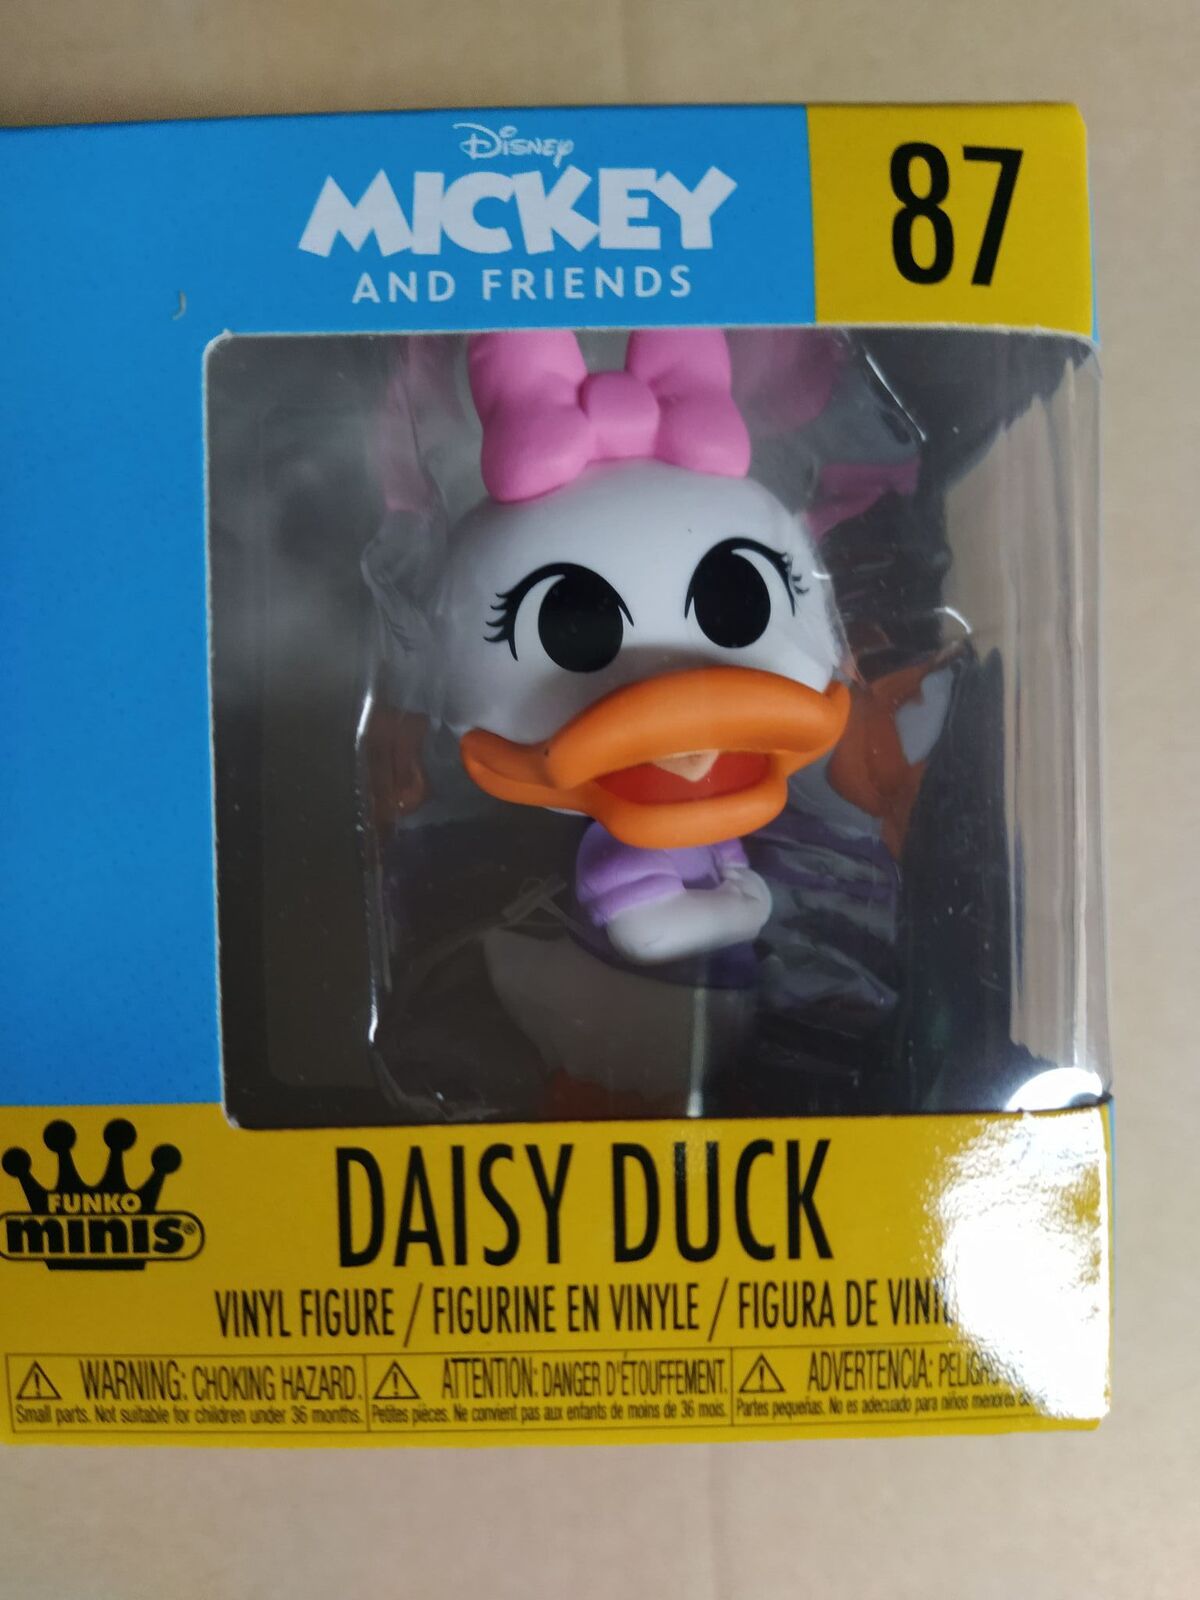 Disney
MICKEY
AND FRIENDS
87
FUNKO
minis®
DAISY DUCK
VINYL FIGURE / FIGURINE EN VINYLE / FIGURA DE
WARNING: CHOKING HAZARD.
Small parts. Not suitable for children under 36 months.
ATTENTION: DANGER D'ÉTOUFFEMENT.
Petites pièces. Ne convient pas aux enfants de moins de 36 mois.
ADVERTENCIA:
Partes pequeñas. No es adecuado para niños menores